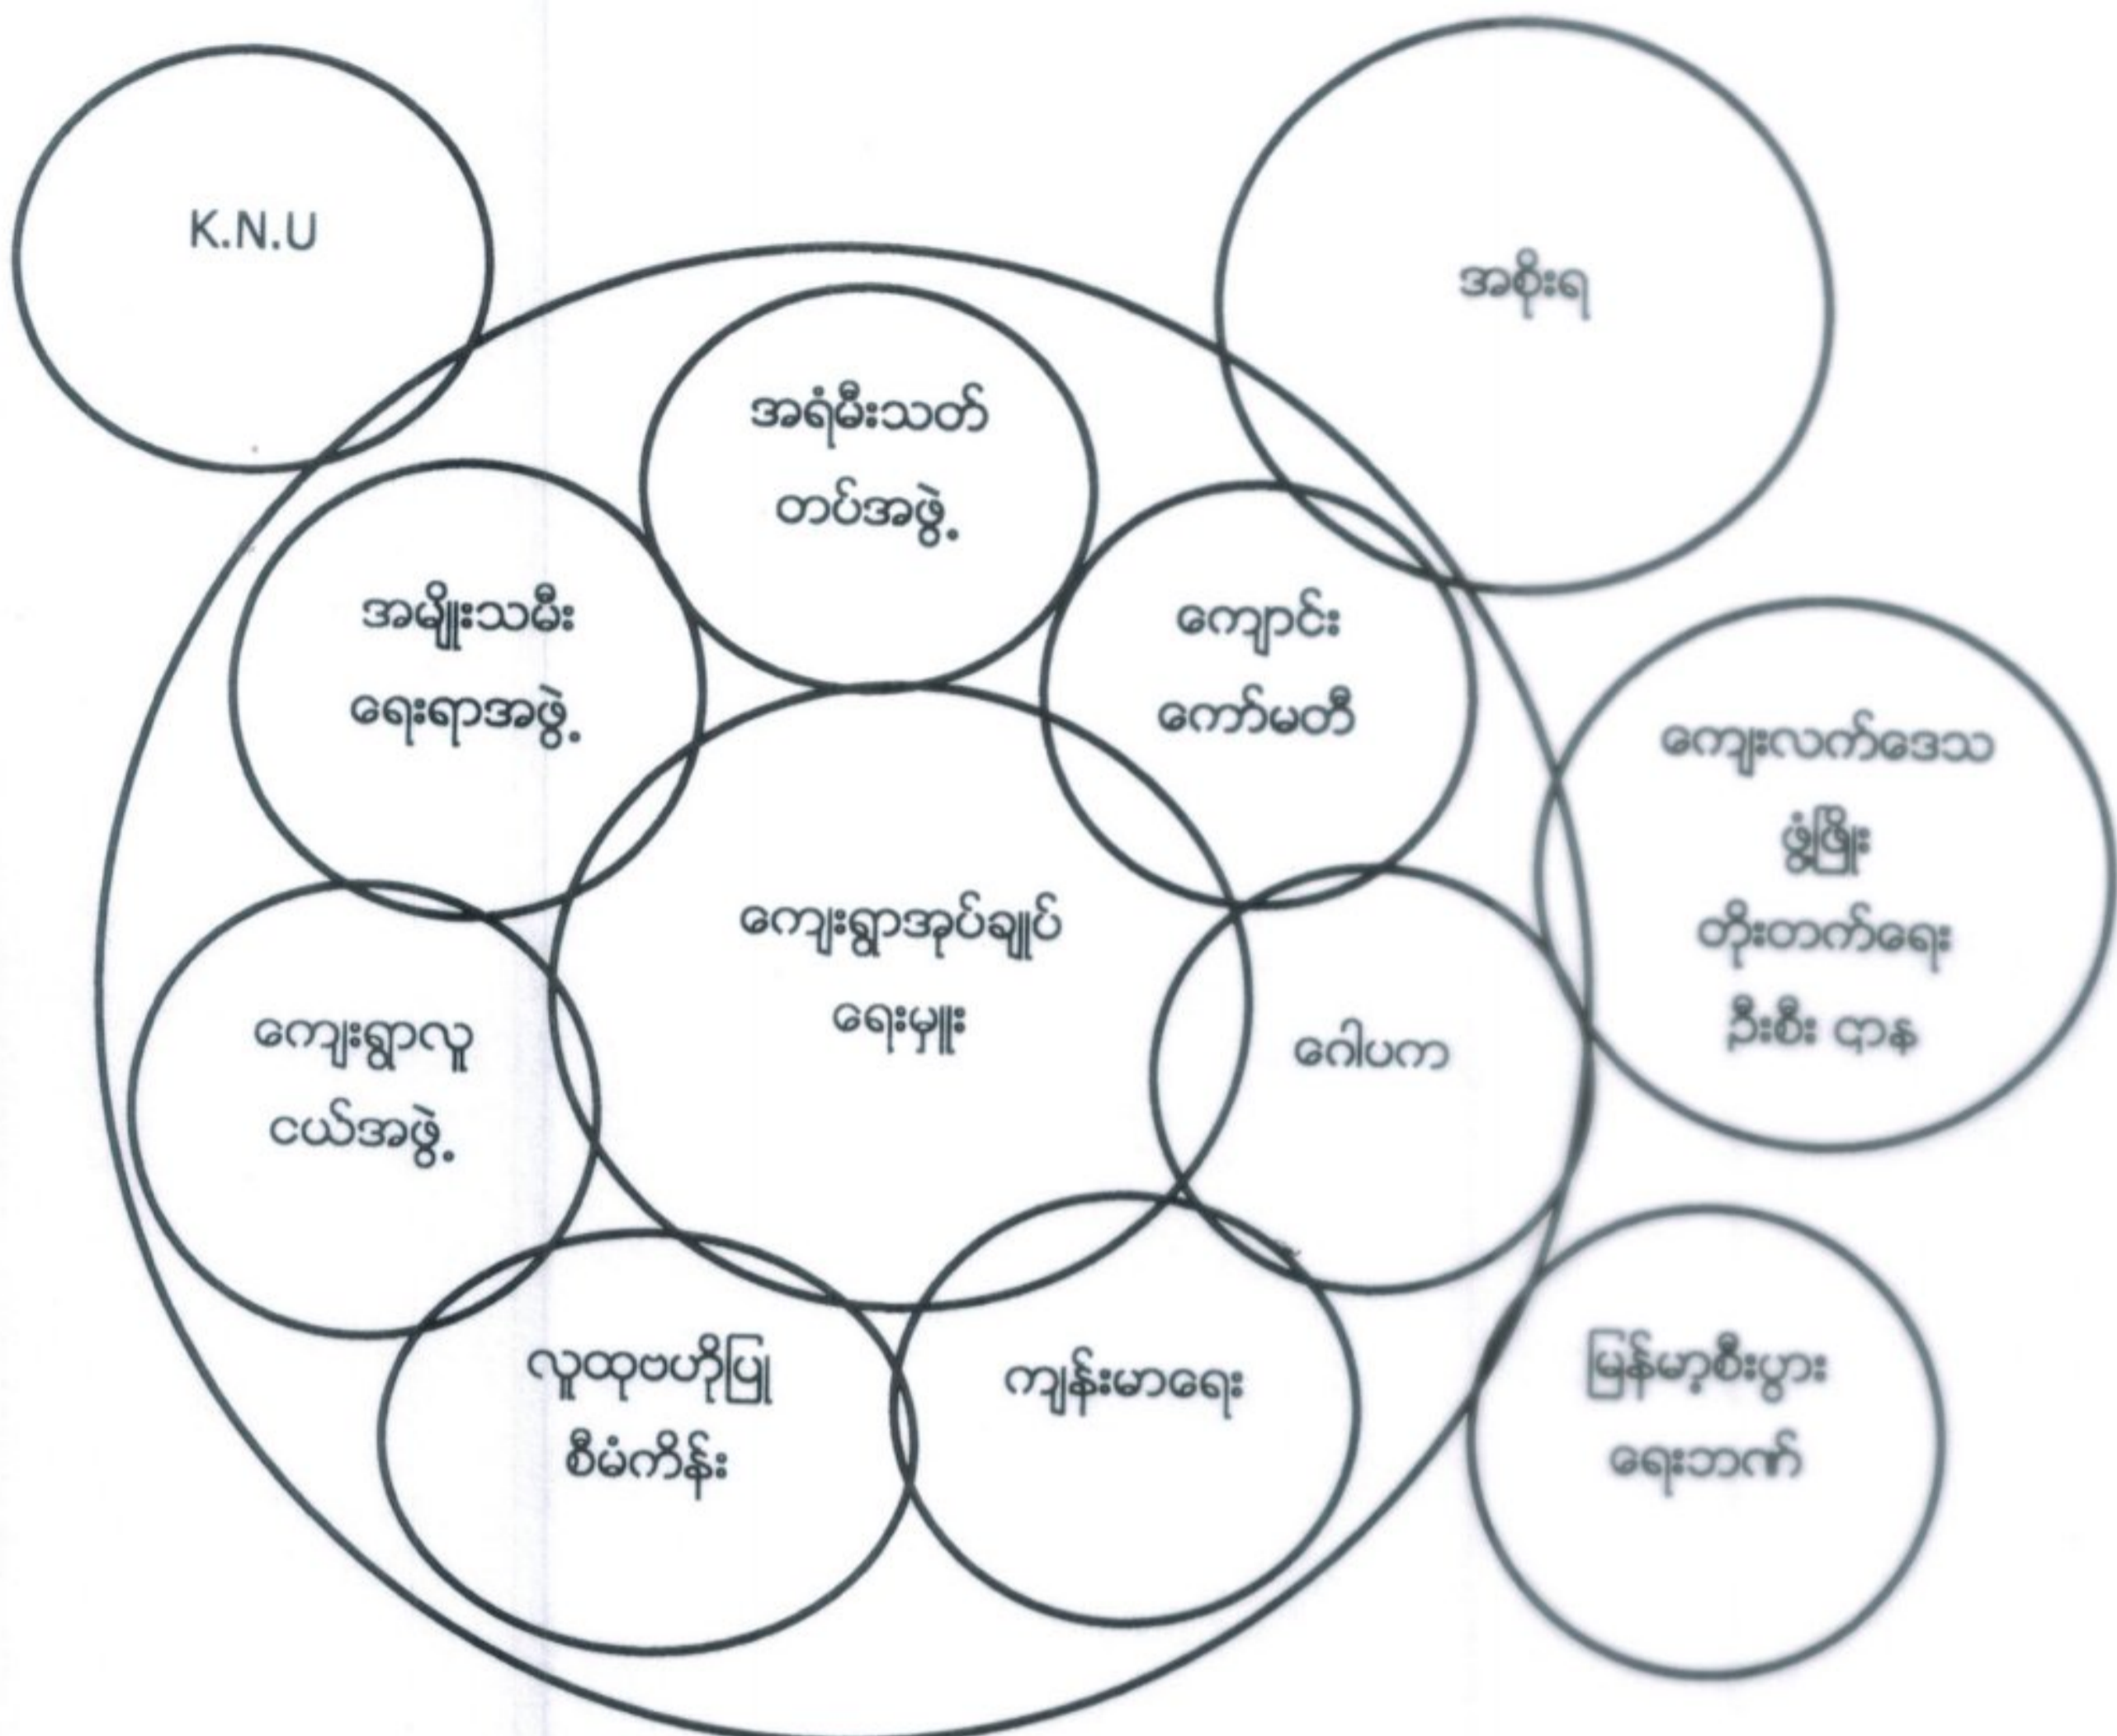 K.N.U
အစိုးရ
အရံမီးသတ်
တပ်အဖွဲ့
အမျိုးသမီး
ရေးရာအဖွဲ့
ကျောင်း
ကော်မတီ
ကျေးလက်ဒေသ
ဖွံ့ဖြိုး
တိုးတက်ရေး
ဦးစီး ဌာန
ကျေးရွာအုပ်ချုပ်
ရေးမှူး
ဂေါပက
ကျေးရွာလူ
ငယ်အဖွဲ့
လူထုဗဟိုပြု
စီမံကိန်း
ကျန်းမာရေး
မြန်မာ့စီးပွား
ရေးဘဏ်